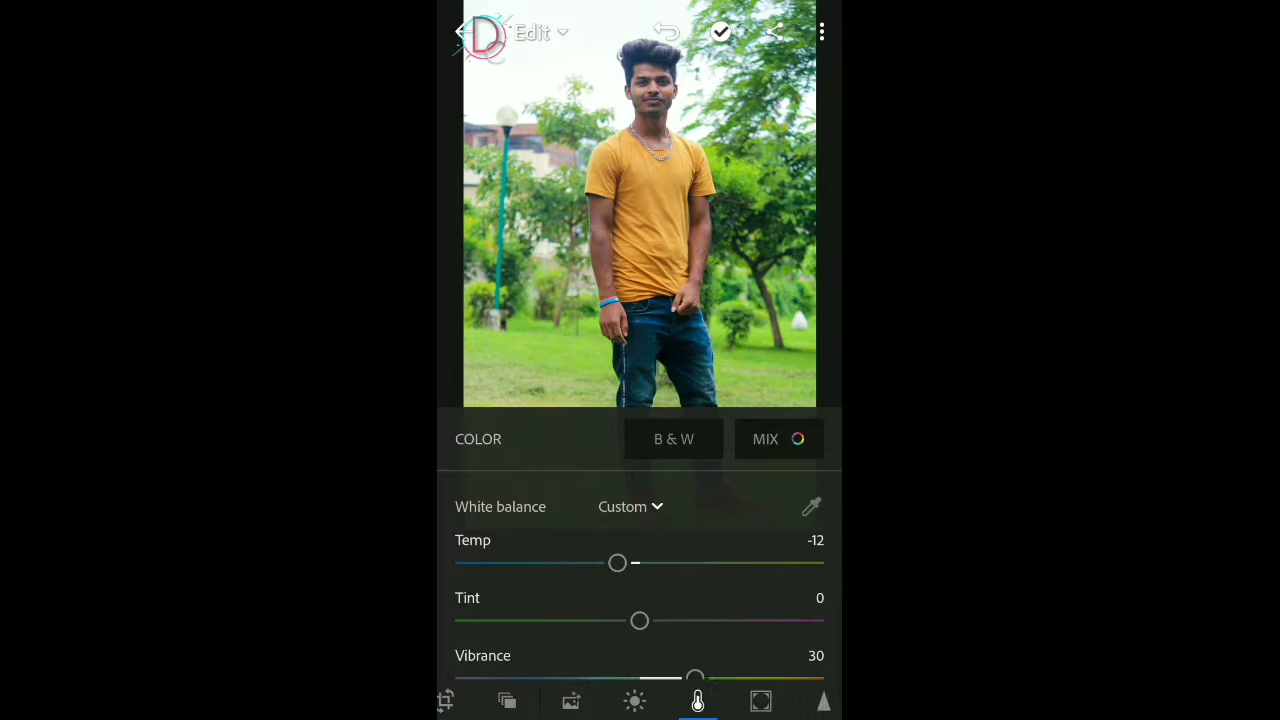 D Edit
COLOR B & W MIX
White balance Custom
Temp -12
Tint 0
Vibrance 30